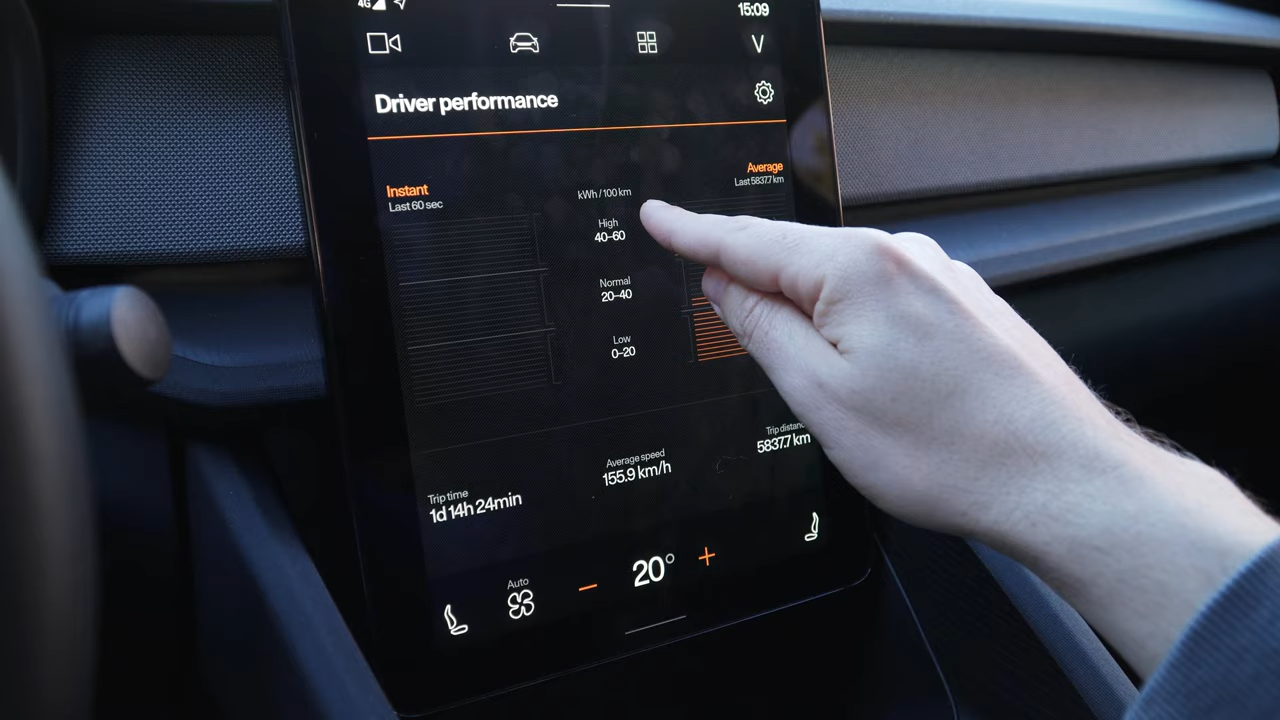 4G
15:09
V
Driver performance
Instant
Last 60 sec
kWh / 100 km
Average
Last 5837.7 km
High
40-60
Normal
20-40
Low
0-20
Trip time
1d 14h 24min
Average speed
155.9 km/h
Trip distance
5837.7 km
Auto
20°